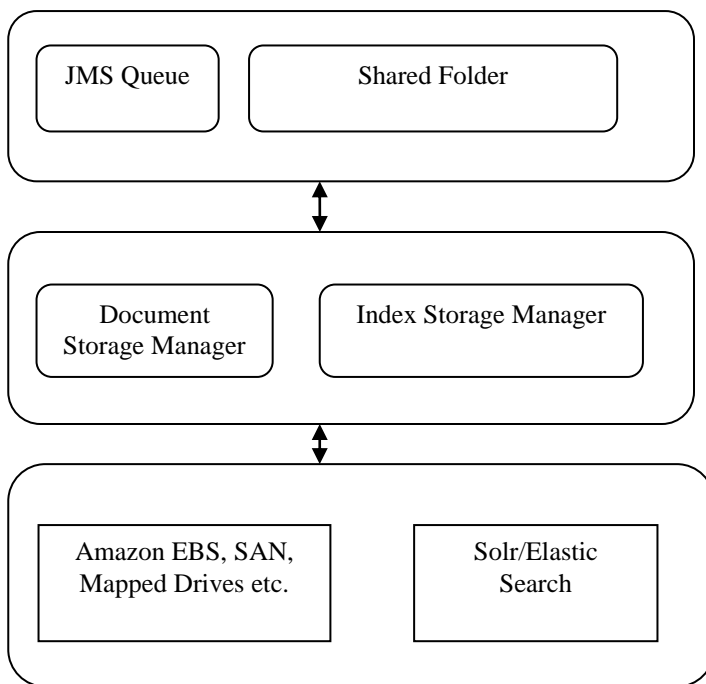 JMS Queue
Shared Folder
Document
Storage Manager
Index Storage Manager
Amazon EBS, SAN,
Mapped Drives etc.
Solr/Elastic
Search